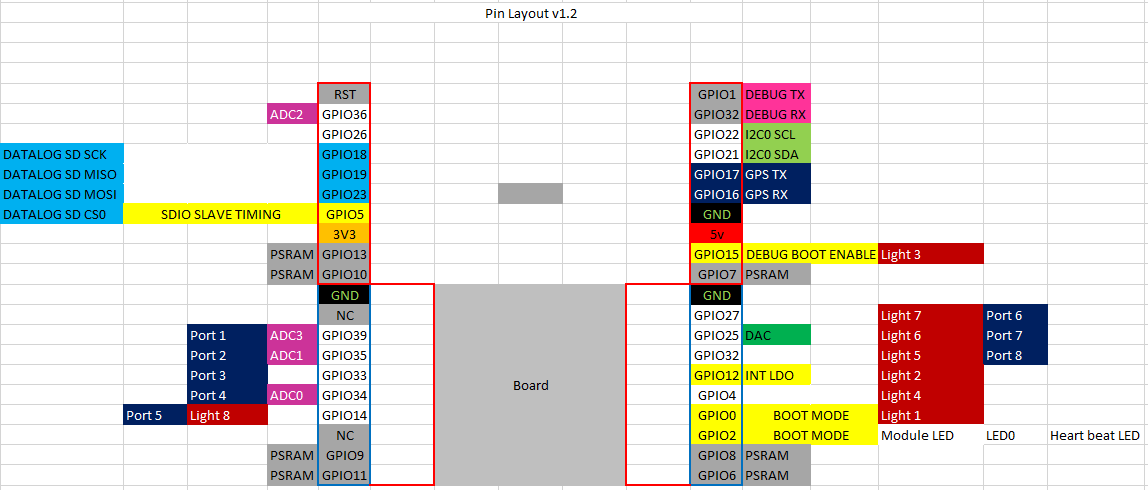 Pin Layout v1.2
RST GPIO1 DEBUG TX
ADC2 GPIO36 GPIO32 DEBUG RX
GPIO26 GPIO22 I2C0 SCL
DATALOG SD SCK GPIO18 GPIO21 I2C0 SDA
DATALOG SD MISO GPIO19 GPIO17 GPS TX
DATALOG SD MOSI GPIO23 GPIO16 GPS RX
DATALOG SD CS0 SDIO SLAVE TIMING GPIO5 GND
3V3 5v
PSRAM GPIO13 GPIO15 DEBUG BOOT ENABLE Light 3
PSRAM GPIO10 GPIO7 PSRAM
GND GND
NC GPIO27 Light 7 Port 6
Port 1 ADC3 GPIO39 GPIO25 DAC Light 6 Port 7
Port 2 ADC1 GPIO35 GPIO32 Light 5 Port 8
Port 3 GPIO33 Board GPIO12 INT LDO Light 2
Port 4 ADC0 GPIO34 GPIO4 Light 4
Port 5 Light 8 GPIO14 GPIO0 BOOT MODE Light 1
NC GPIO2 BOOT MODE Module LED LED0 Heart beat LED
PSRAM GPIO9 GPIO8 PSRAM
PSRAM GPIO11 GPIO6 PSRAM